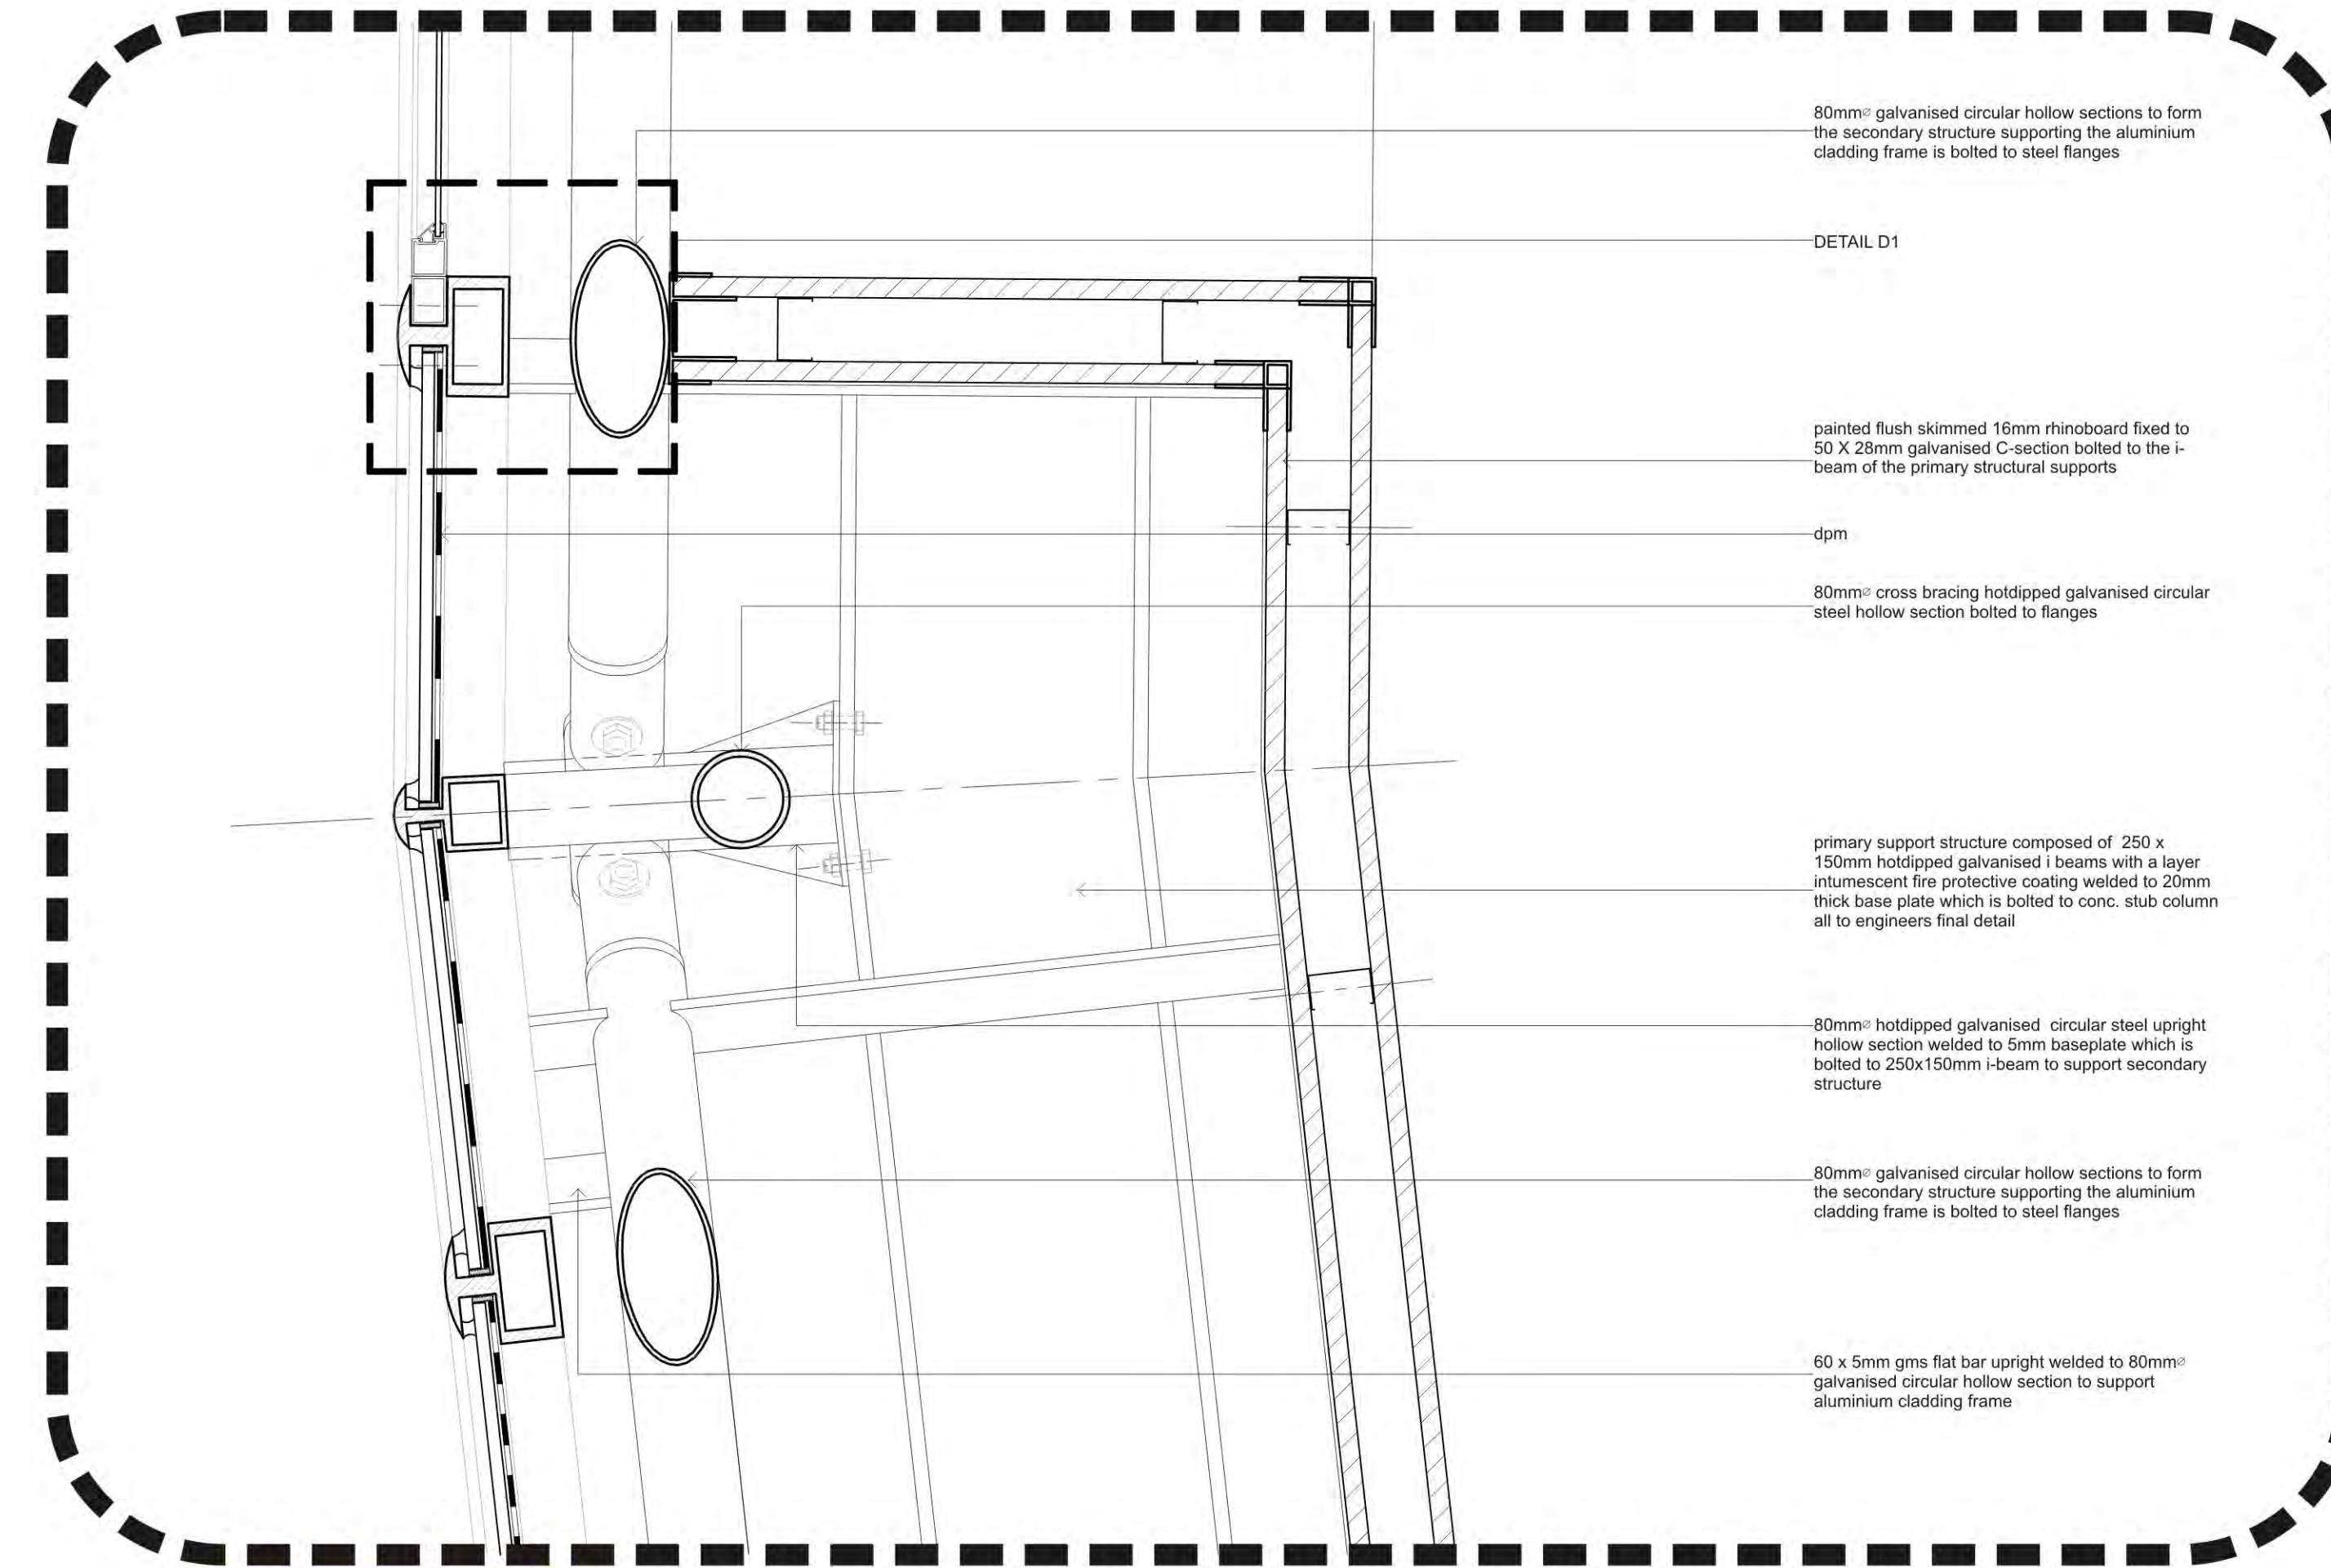 80mm⌀ galvanised circular hollow sections to form
the secondary structure supporting the aluminium
cladding frame is bolted to steel flanges
DETAIL D1
painted flush skimmed 16mm rhinoboard fixed to
50 X 28mm galvanised C-section bolted to the i-
beam of the primary structural supports
dpm
80mm⌀ cross bracing hotdipped galvanised circular
steel hollow section bolted to flanges
primary support structure composed of  250 x
150mm hotdipped galvanised i beams with a layer
intumescent fire protective coating welded to 20mm
thick base plate which is bolted to conc. stub column
all to engineers final detail
80mm⌀ hotdipped galvanised  circular steel upright
hollow section welded to 5mm baseplate which is
bolted to 250x150mm i-beam to support secondary
structure
80mm⌀ galvanised circular hollow sections to form
the secondary structure supporting the aluminium
cladding frame is bolted to steel flanges
60 x 5mm gms flat bar upright welded to 80mm⌀
galvanised circular hollow section to support
aluminium cladding frame